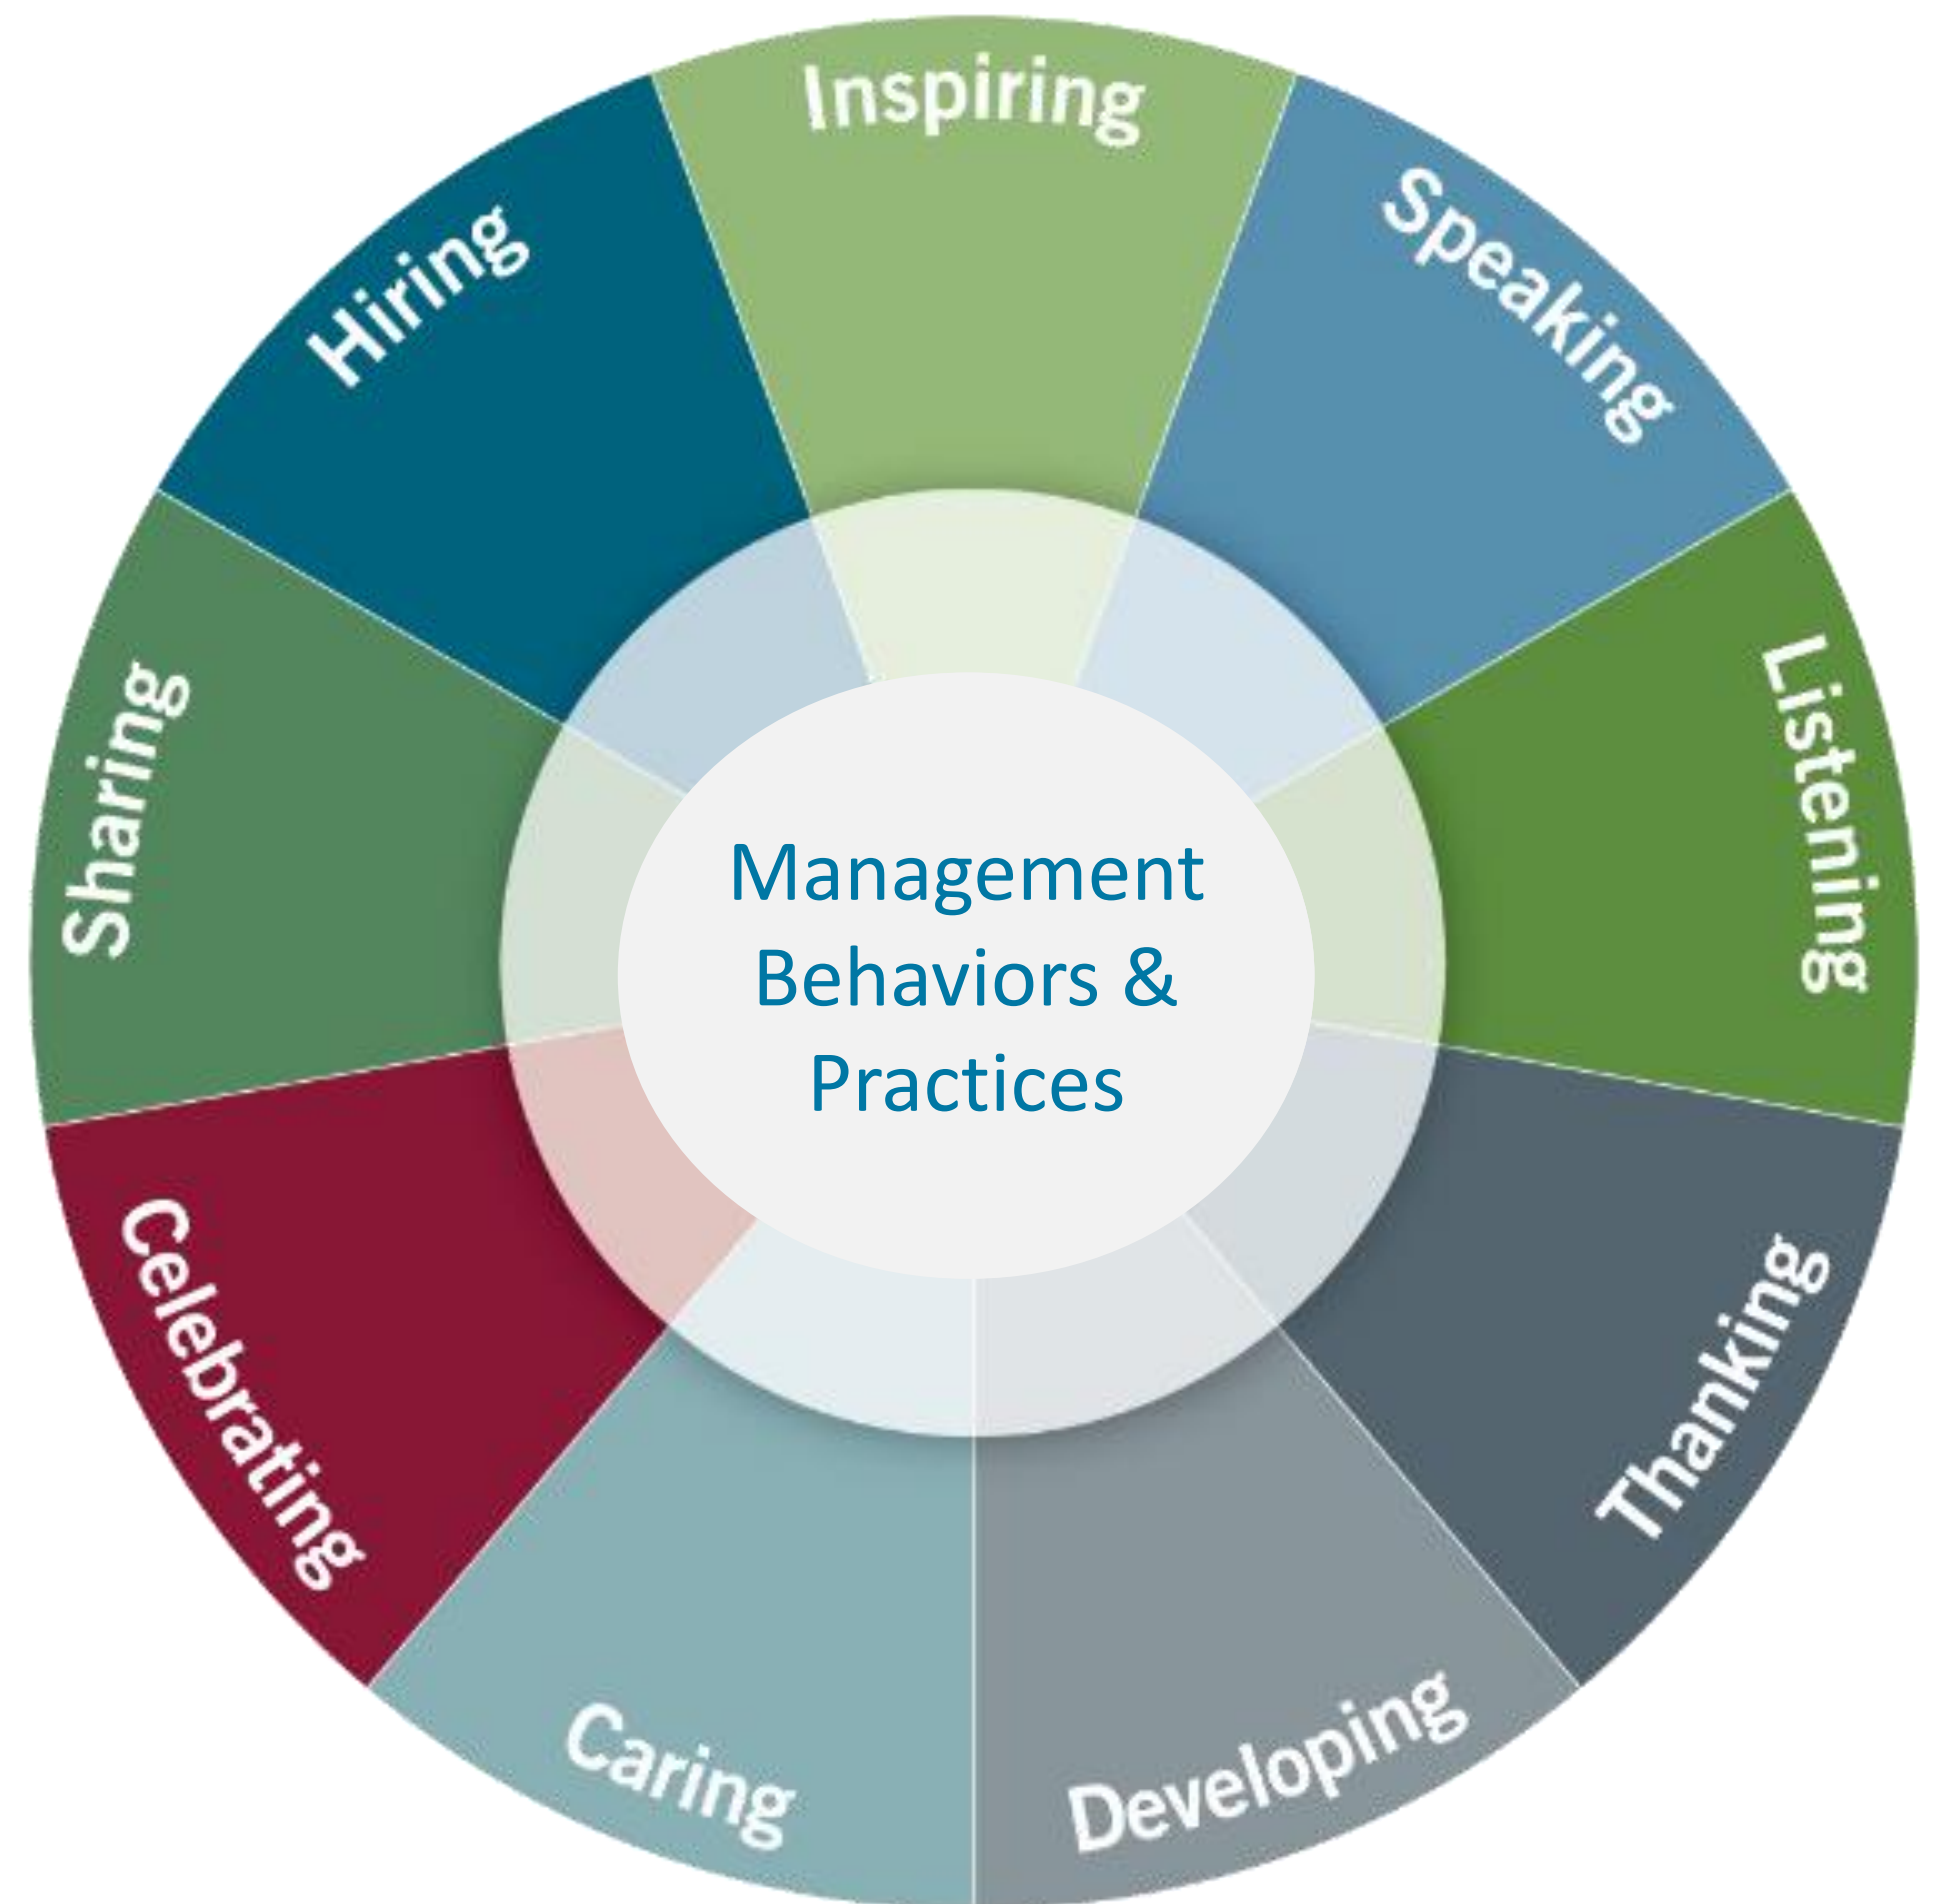 Inspiring
Speaking
Listening
Thanking
Developing
Caring
Celebrating
Sharing
Hiring
Management
Behaviors &
Practices